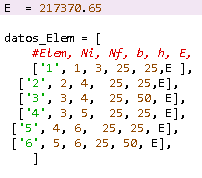 E = 217370.65
datos_Elem = [
#Elem, Ni, Nf, b, h, E,
['1', 1, 3, 25, 25,E ],
['2', 2, 4, 25, 25,E],
['3', 3, 4, 25, 50, E],
['4', 3, 5, 25, 25, E],
['5', 4, 6, 25, 25, E],
['6', 5, 6, 25, 50, E],
]